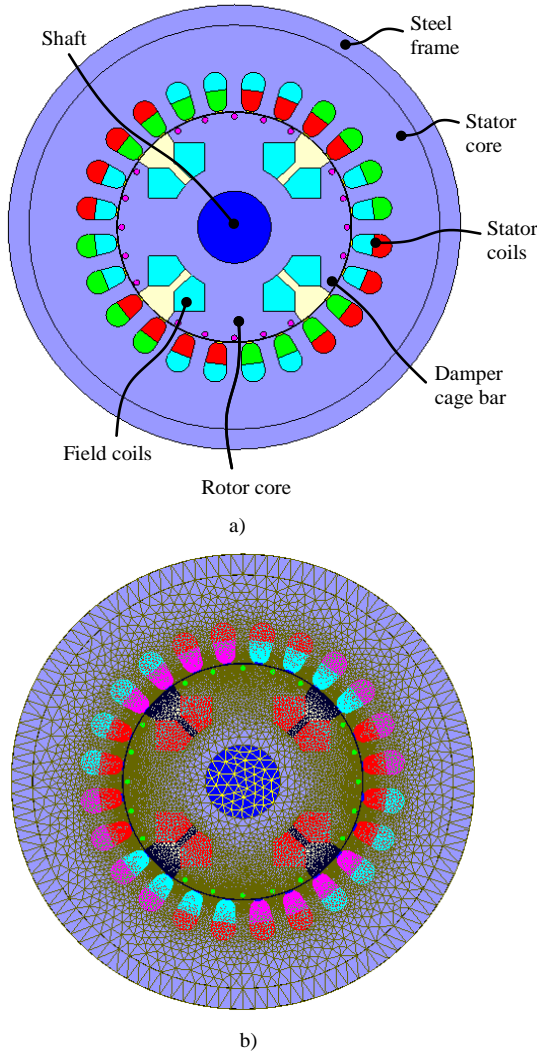 Shaft
Steel
frame
Stator
core
Stator
coils
Damper
cage bar
Field coils
Rotor core
a)
b)